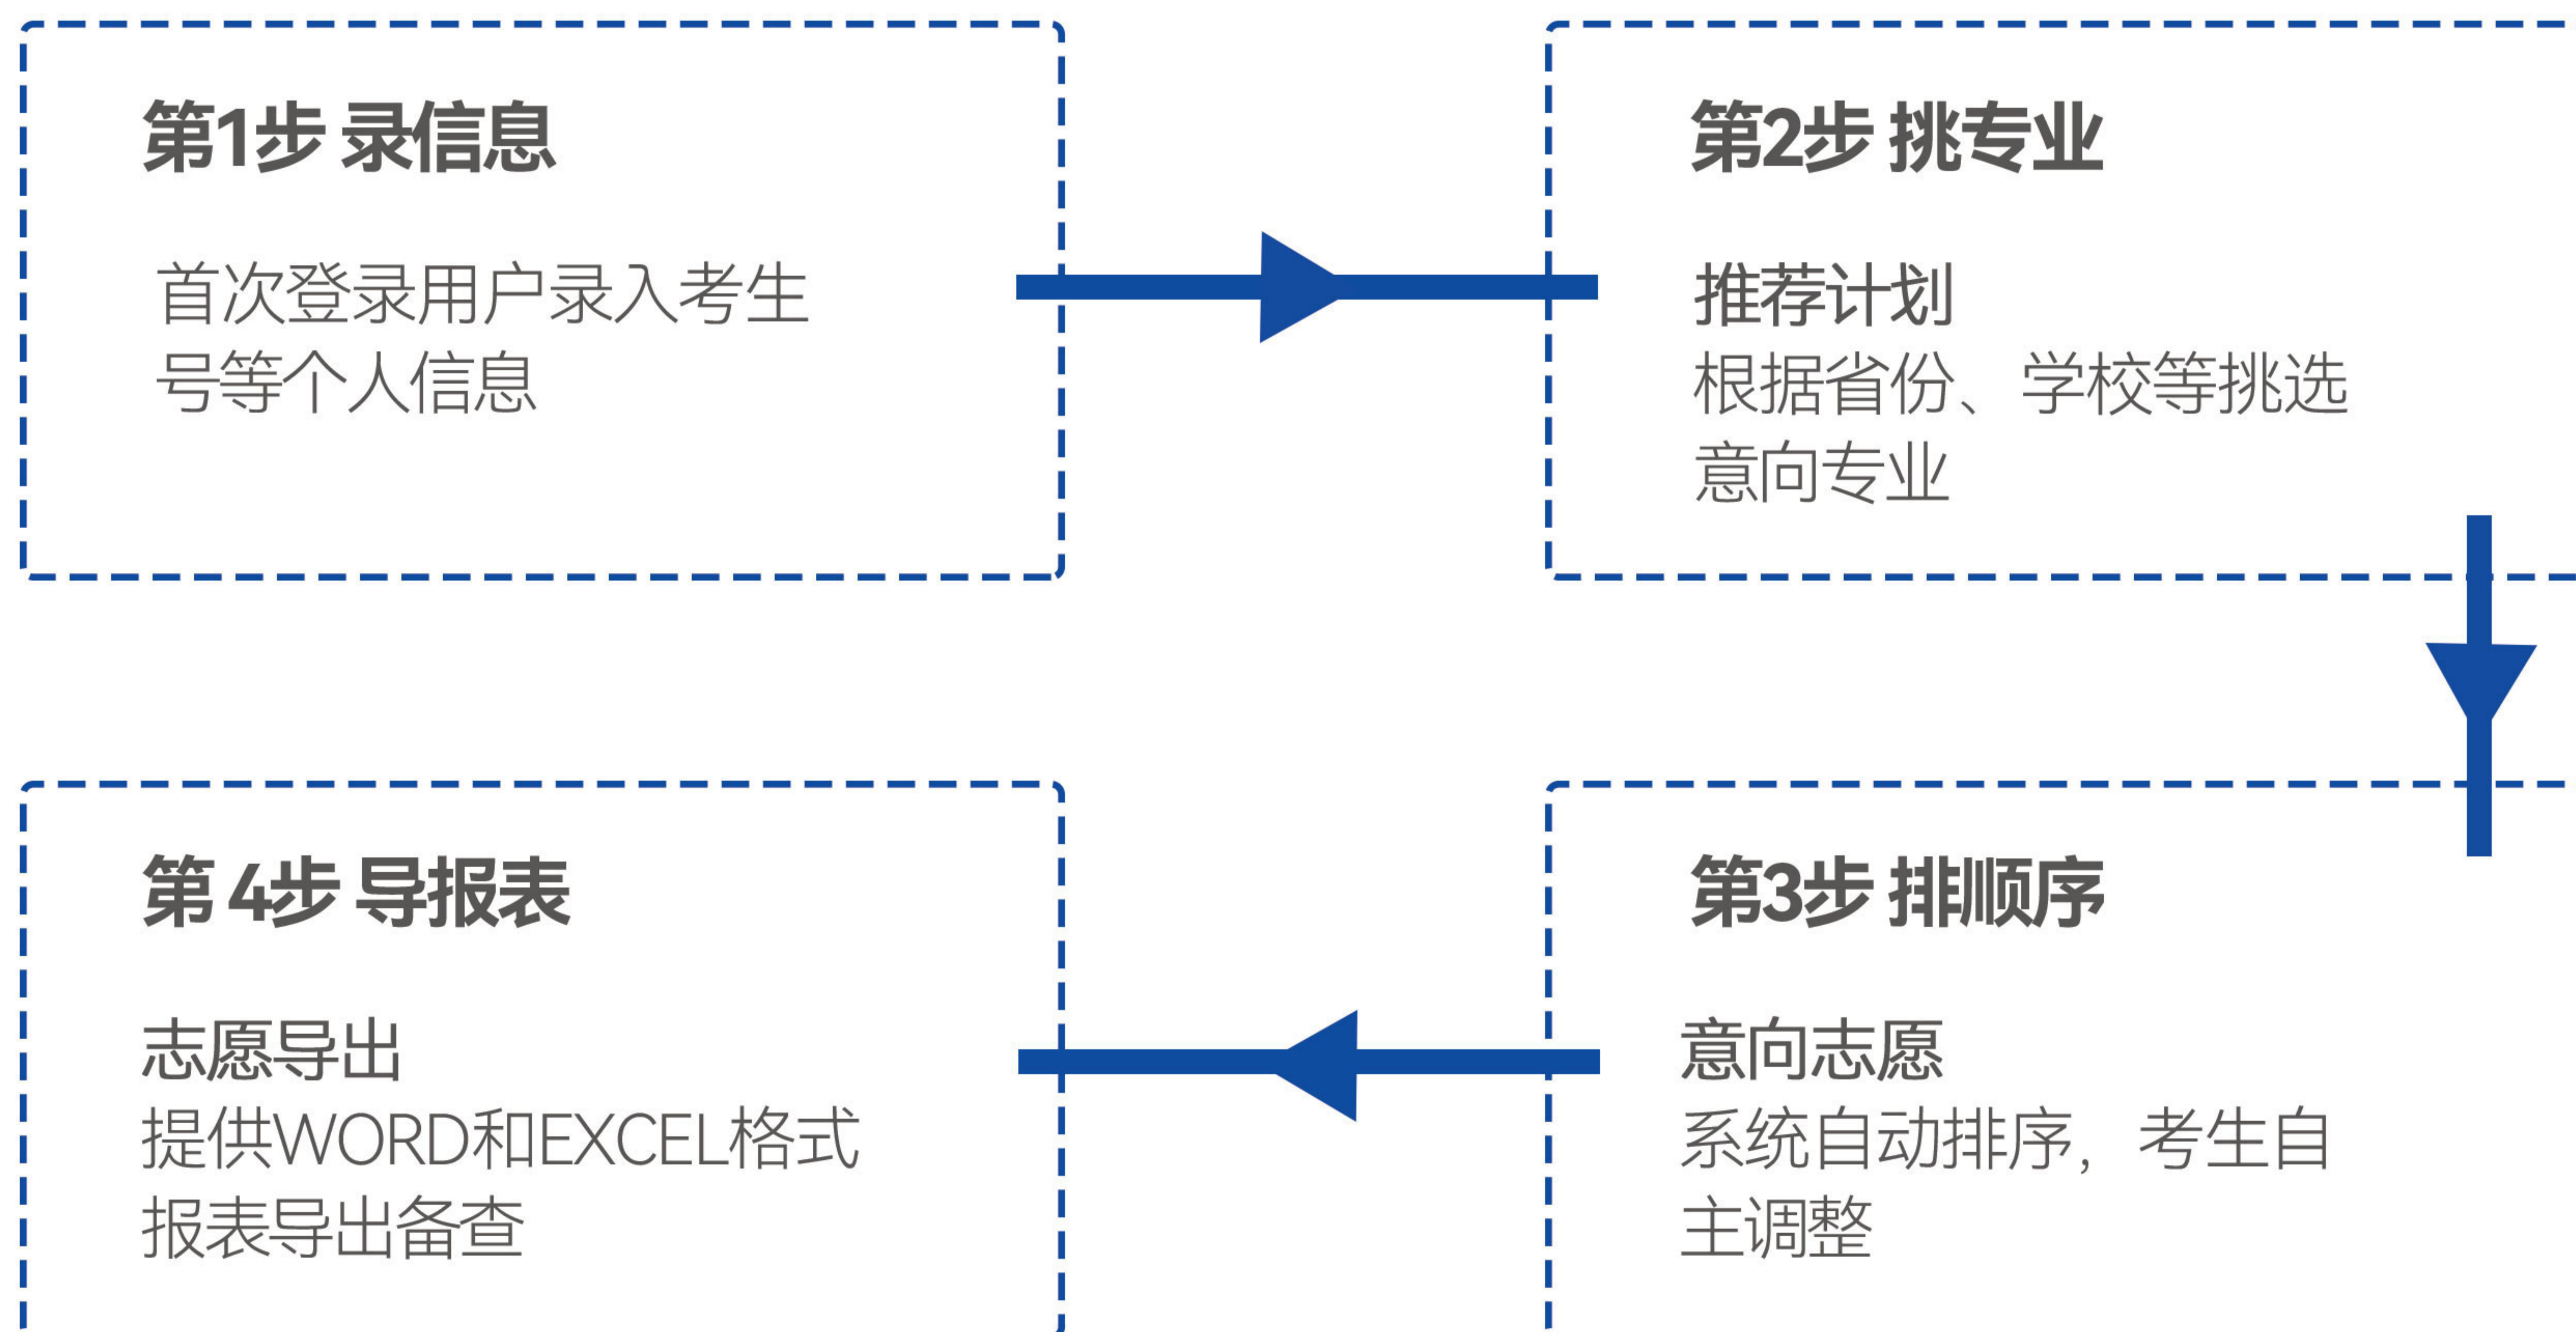 第1步 录信息
首次登录用户录入考生
号等个人信息
第2步 挑专业
推荐计划
根据省份、学校等挑选
意向专业
第3步 排顺序
意向志愿
系统自动排序，考生自
主调整
第4步 导报表
志愿导出
提供WORD和EXCEL格式
报表导出备查